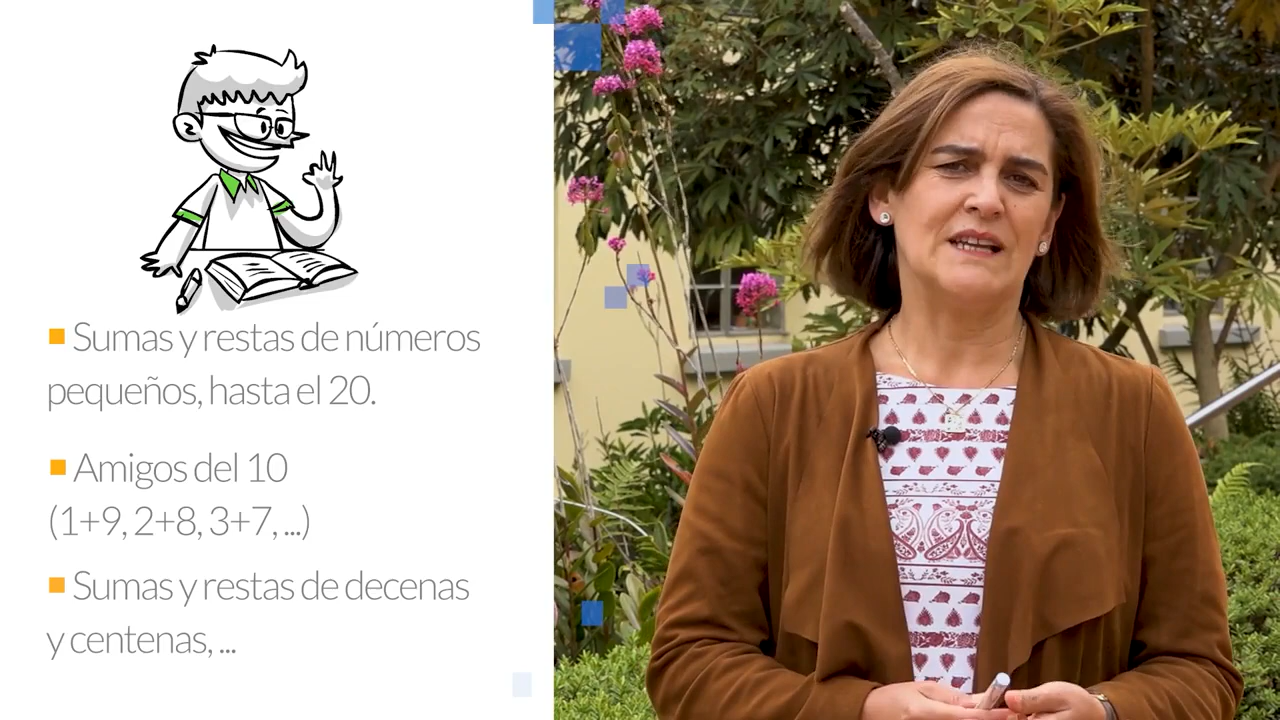 Sumas y restas de números
pequeños, hasta el 20.
Amigos del 10
(1+9, 2+8, 3+7, ...)
Sumas y restas de decenas
y centenas, ...